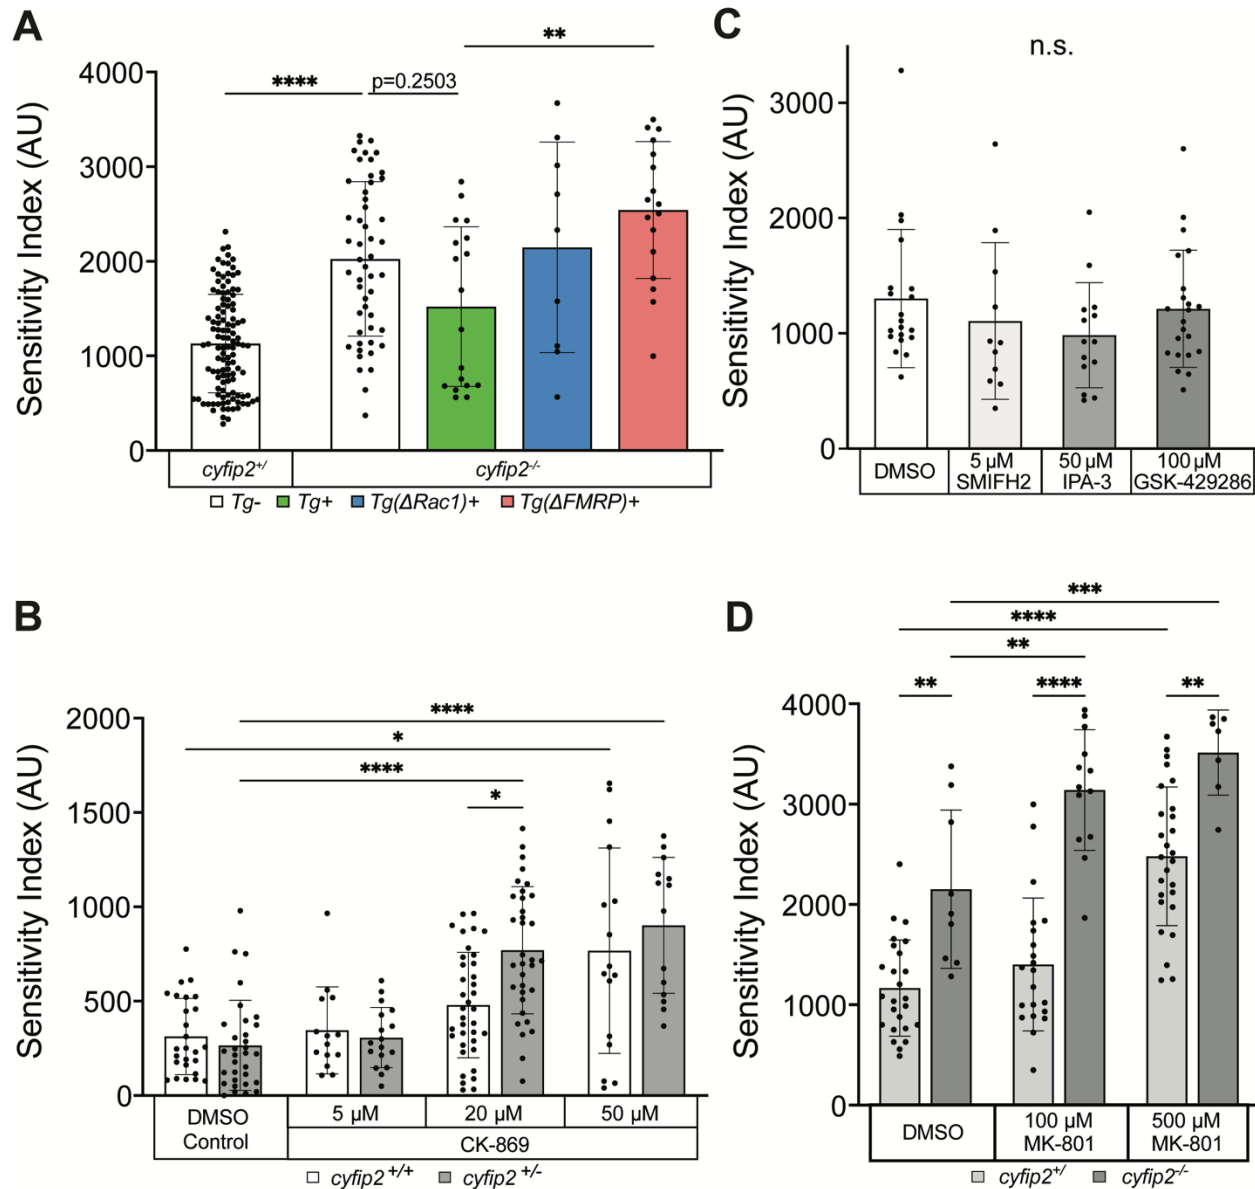 A
Sensitivity Index (AU)
4000
3000
2000
1000
0
****
p=0.2503
**
cyfip2+/
cyfip2-/-
Tg- Tg+ Tg(ΔRac1)+ Tg(ΔFMRP)+
C
Sensitivity Index (AU)
n.s.
3000
2000
1000
0
DMSO
5 µM
SMIFH2
50 µM
IPA-3
100 µM
GSK-429286
B
Sensitivity Index (AU)
2000
1500
1000
500
0
****
*
****
*
DMSO
Control
5 µM
20 µM
50 µM
CK-869
cyfip2 +/+ cyfip2 +/-
D
Sensitivity Index (AU)
4000
3000
2000
1000
0
***
****
**
**
****
**
DMSO
100 µM
MK-801
500 µM
MK-801
cyfip2+/ cyfip2-/-